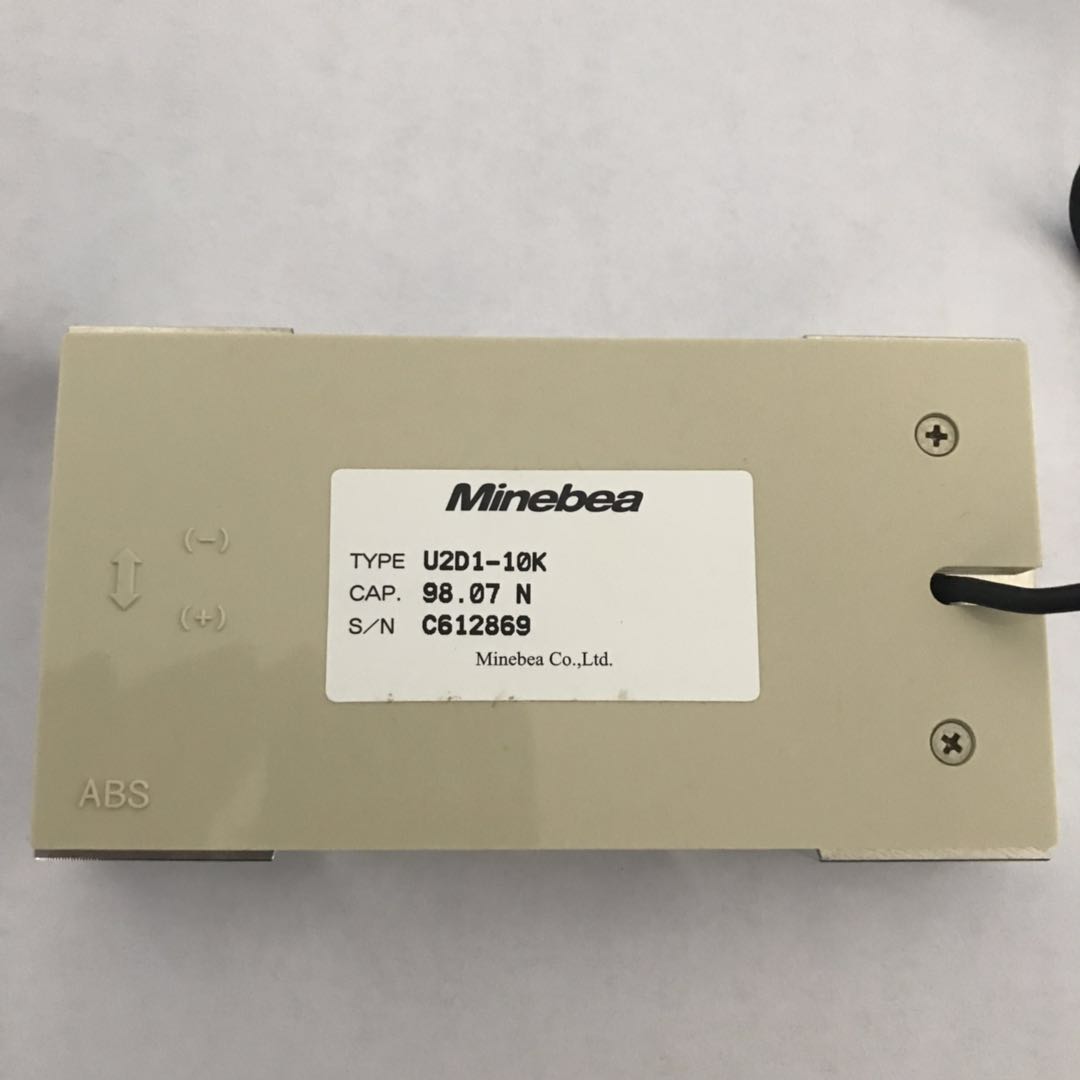 Minebea
TYPE U2D1-10K
CAP. 98.07 N
S/N C612869
Minebea Co.,Ltd.
(-)
(+)
ABS